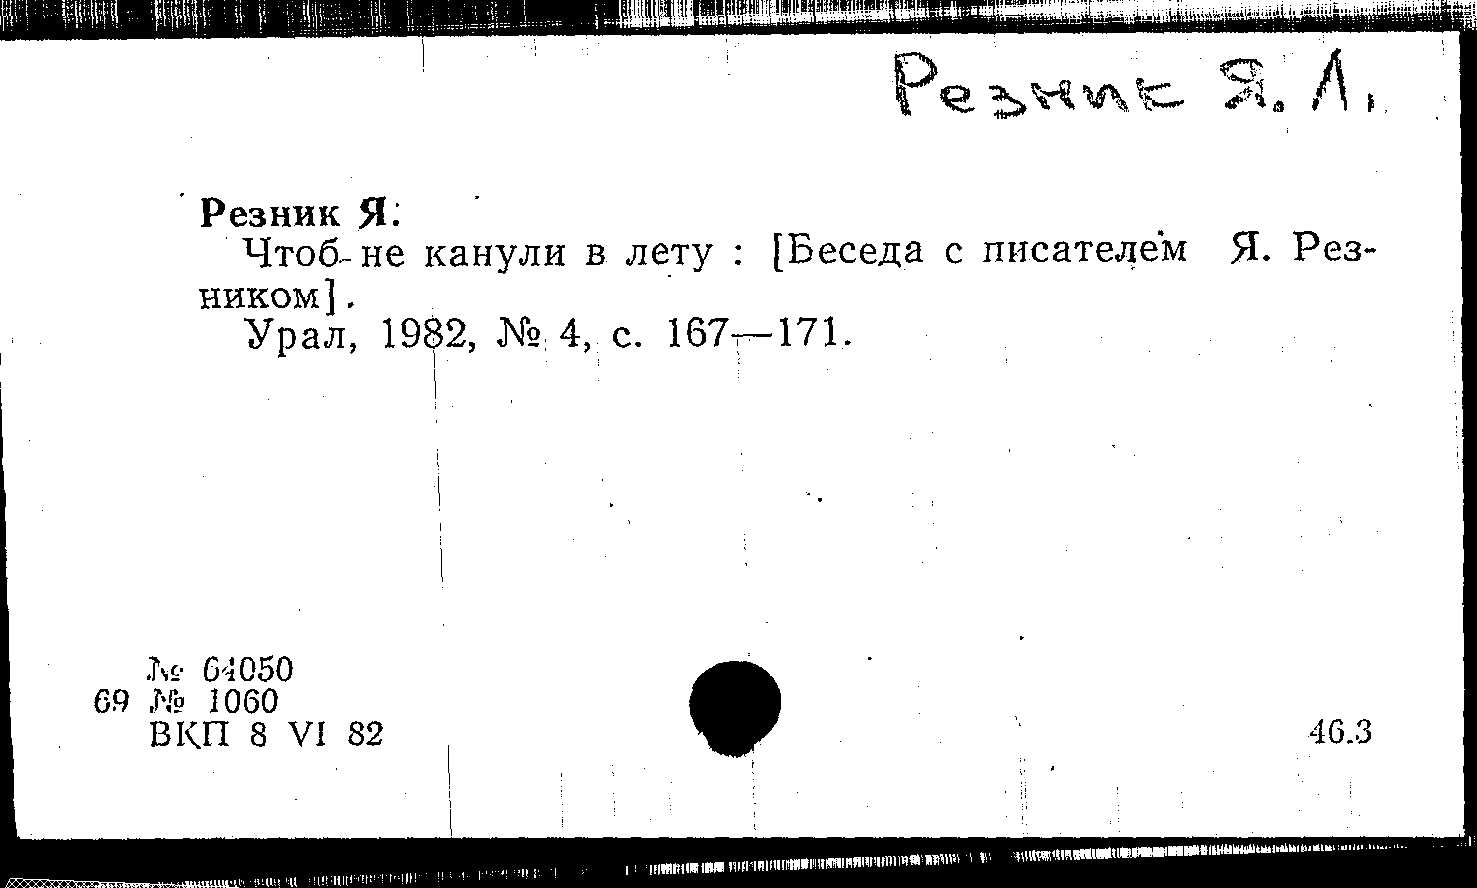 Резник Я. Л.
Резник Я.
Чтоб не канули в лету : [Беседа с писателем Я. Рез-
ником].
Урал, 1982, № 4, с. 167—171.
№ 64050
69 № 1060
ВКП 8 VI 82
46.3